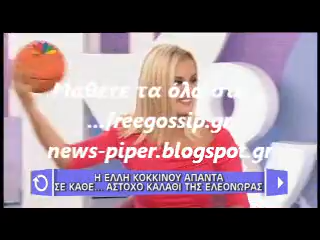 Μάθετε τα όλα στο
...freegossip.gr
news-piper.blogspot.gr
Η ΕΛΛΗ ΚΟΚΚΙΝΟΥ ΑΠΑΝΤΑ
ΣΕ ΚΑΘΕ... ΑΣΤΟΧΟ ΚΑΛΑΘΙ ΤΗΣ ΕΛΕΟΝΩΡΑΣ